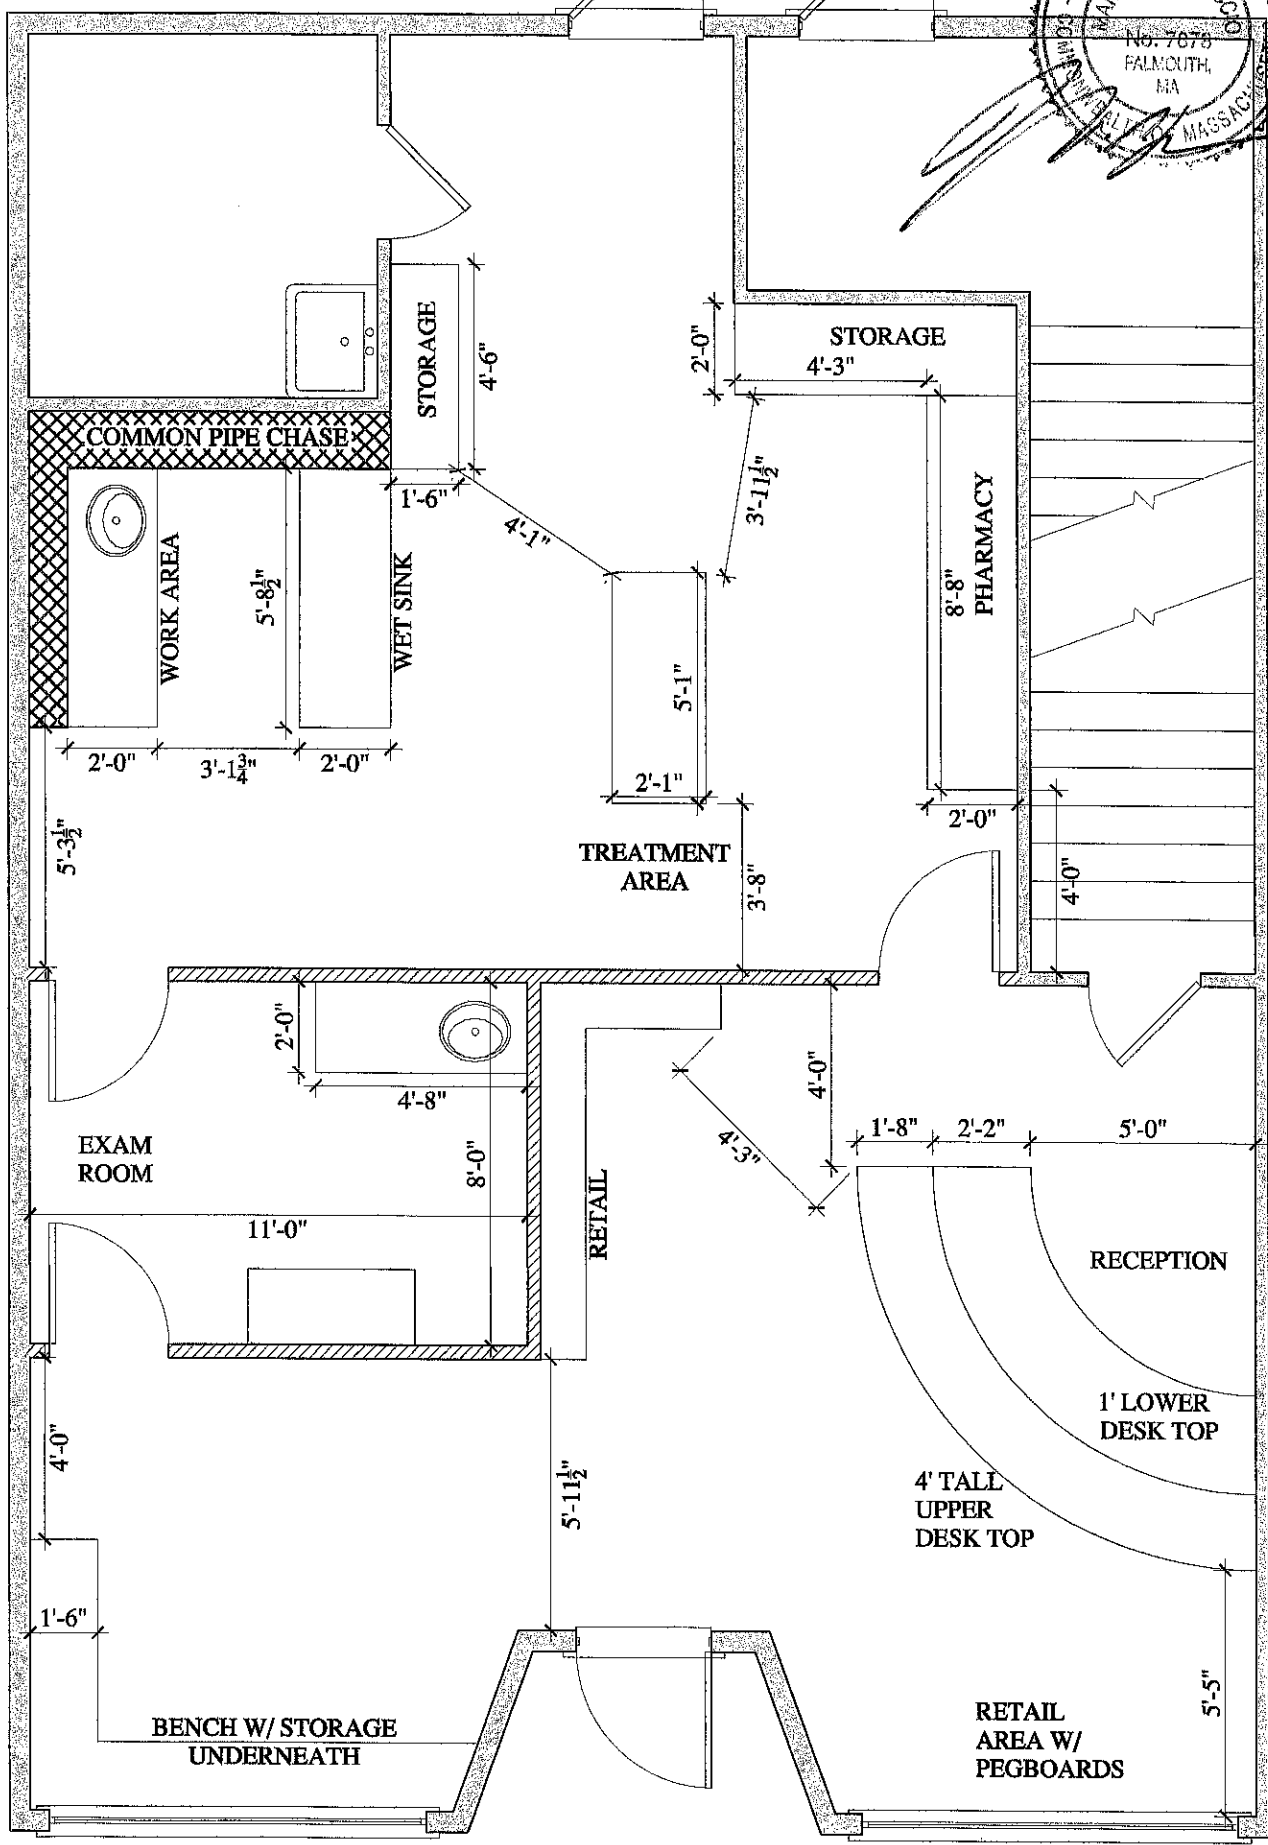 No. 7878
FALMOUTH,
MA
MASSACHUSE
STORAGE
4'-6"
2'-0"
STORAGE
4'-3"
COMMON PIPE CHASE
1'-6"
4'-1"
3'-11½"
WORK AREA
5'-8½"
WET SINK
5'-1"
8'-8"
PHARMACY
2'-0"
3'-1¾"
2'-0"
2'-1"
2'-0"
5'-3½"
TREATMENT
AREA
3'-8"
4'-0"
2'-0"
4'-8"
4'-0"
EXAM
ROOM
8'-0"
4'-3"
1'-8"
2'-2"
5'-0"
11'-0"
RETAIL
RECEPTION
1' LOWER
DESK TOP
4'-0"
5'-11½"
4' TALL
UPPER
DESK TOP
1'-6"
5'-5"
BENCH W/ STORAGE
UNDERNEATH
RETAIL
AREA W/
PEGBOARDS